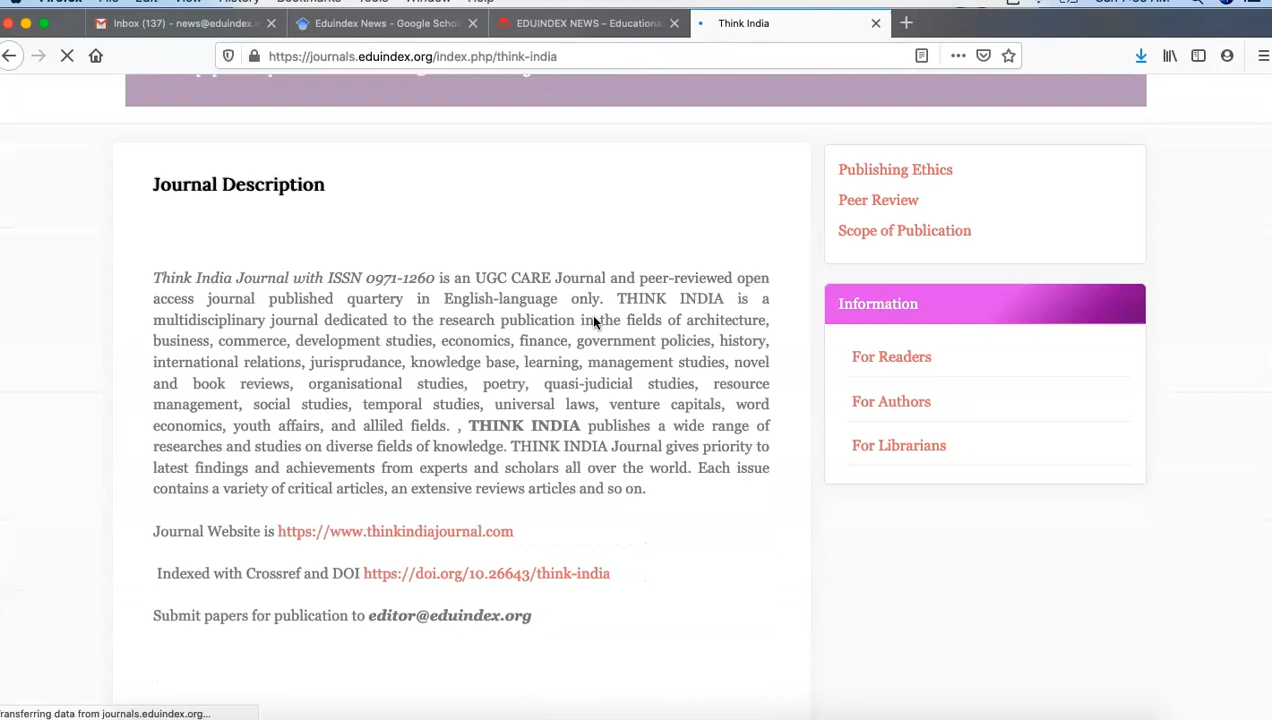 Inbox (137) - news@eduindex.o
Eduindex News - Google Schol
EDUINDEX NEWS – Educationa
Think India
https://journals.eduindex.org/index.php/think-india
Journal Description
Think India Journal with ISSN 0971-1260 is an UGC CARE Journal and peer-reviewed open
access journal published quartery in English-language only. THINK INDIA is a
multidisciplinary journal dedicated to the research publication in the fields of architecture,
business, commerce, development studies, economics, finance, government policies, history,
international relations, jurisprudance, knowledge base, learning, management studies, novel
and book reviews, organisational studies, poetry, quasi-judicial studies, resource
management, social studies, temporal studies, universal laws, venture capitals, word
economics, youth affairs, and alliled fields. , THINK INDIA publishes a wide range of
researches and studies on diverse fields of knowledge. THINK INDIA Journal gives priority to
latest findings and achievements from experts and scholars all over the world. Each issue
contains a variety of critical articles, an extensive reviews articles and so on.
Journal Website is https://www.thinkindiajournal.com
Indexed with Crossref and DOI https://doi.org/10.26643/think-india
Submit papers for publication to editor@eduindex.org
Publishing Ethics
Peer Review
Scope of Publication
Information
For Readers
For Authors
For Librarians
Transferring data from journals.eduindex.org...